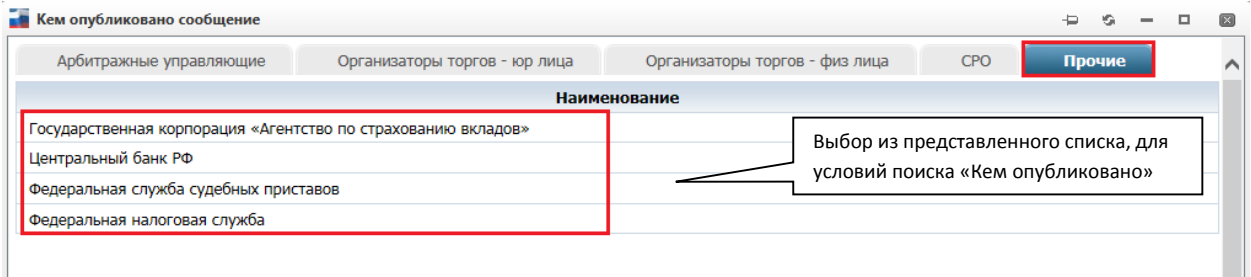 Кем опубликовано сообщение
Арбитражные управляющие Организаторы торгов - юр лица Организаторы торгов - физ лица СРО Прочие
Наименование
Государственная корпорация «Агентство по страхованию вкладов»
Центральный банк РФ
Федеральная служба судебных приставов
Федеральная налоговая служба
Выбор из представленного списка, для
условий поиска «Кем опубликовано»